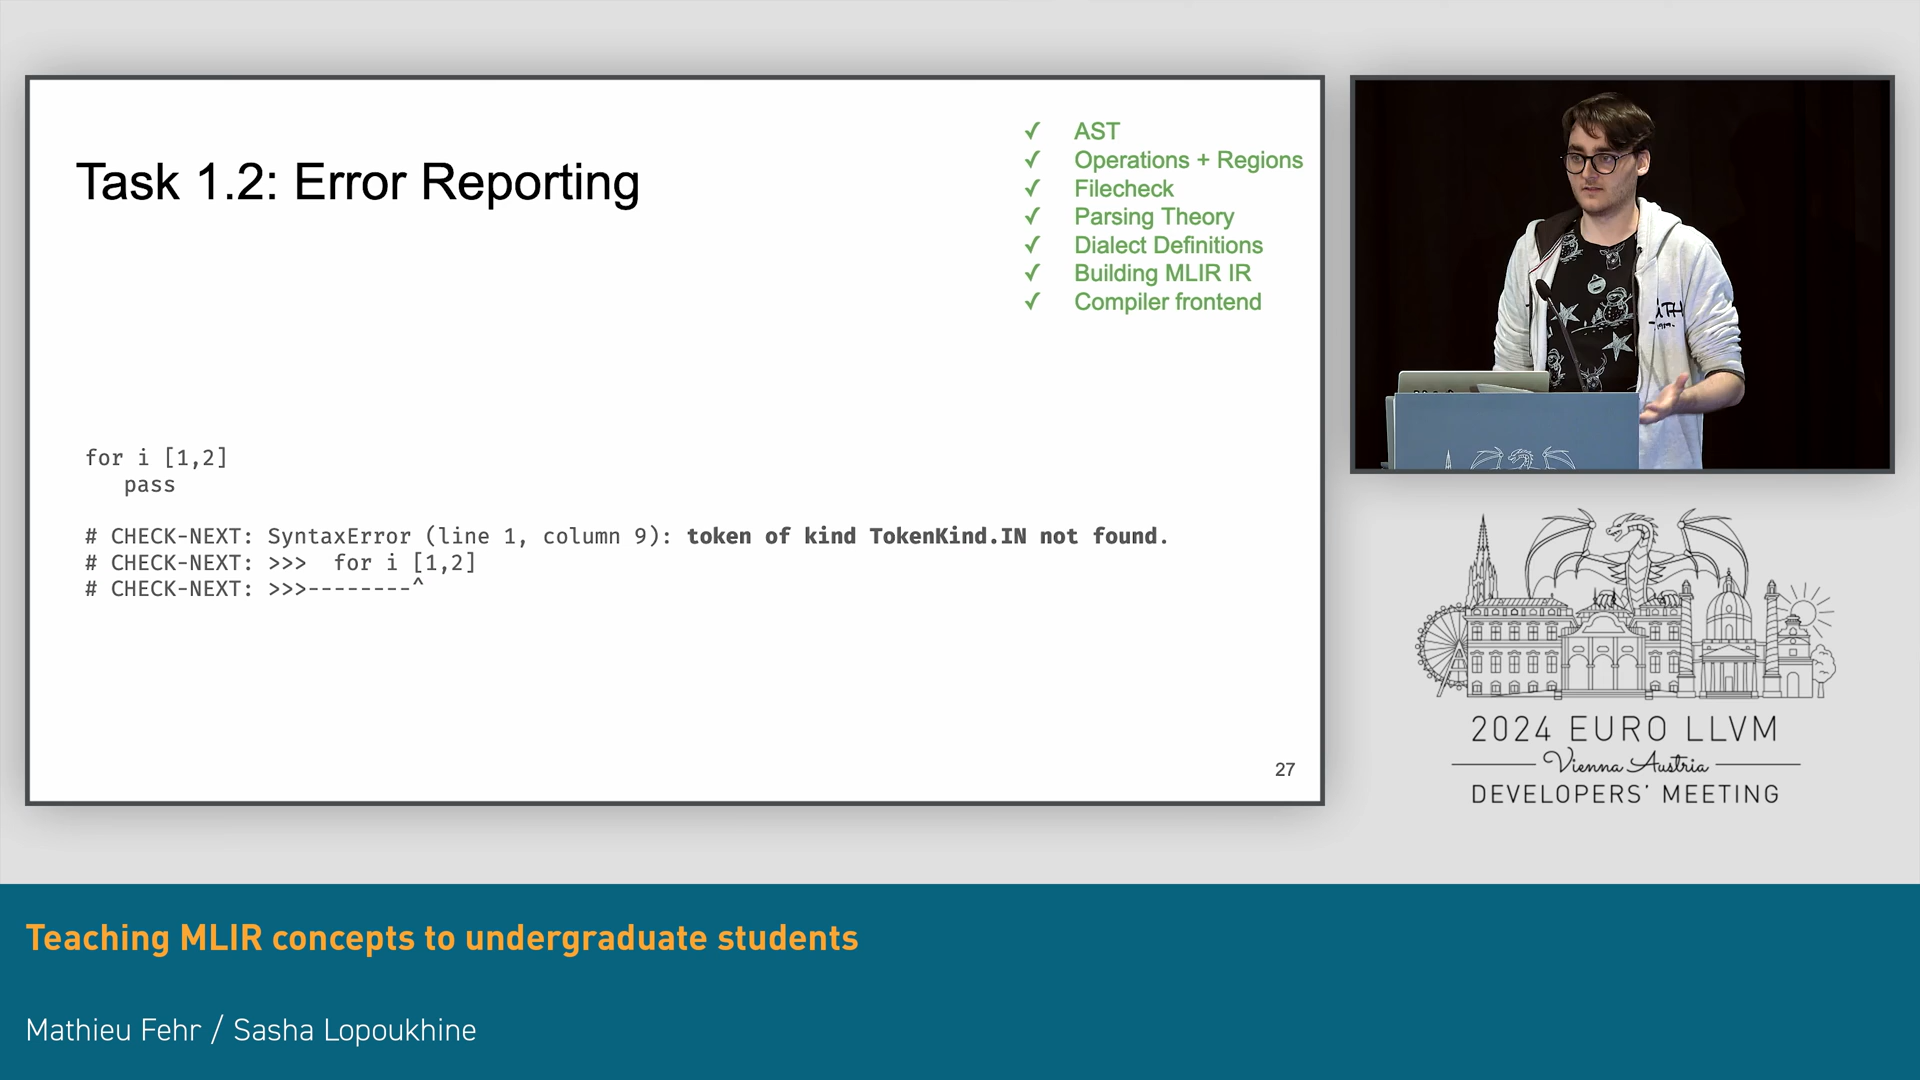 Task 1.2: Error Reporting
✓ AST
✓ Operations + Regions
✓ Filecheck
✓ Parsing Theory
✓ Dialect Definitions
✓ Building MLIR IR
✓ Compiler frontend
for i [1,2]
   pass
# CHECK-NEXT: SyntaxError (line 1, column 9): token of kind TokenKind.IN not found.
# CHECK-NEXT: >>>  for i [1,2]
# CHECK-NEXT: >>>--------^
27
2024 EURO LLVM
Vienna Austria
DEVELOPERS' MEETING
Teaching MLIR concepts to undergraduate students
Mathieu Fehr / Sasha Lopoukhine